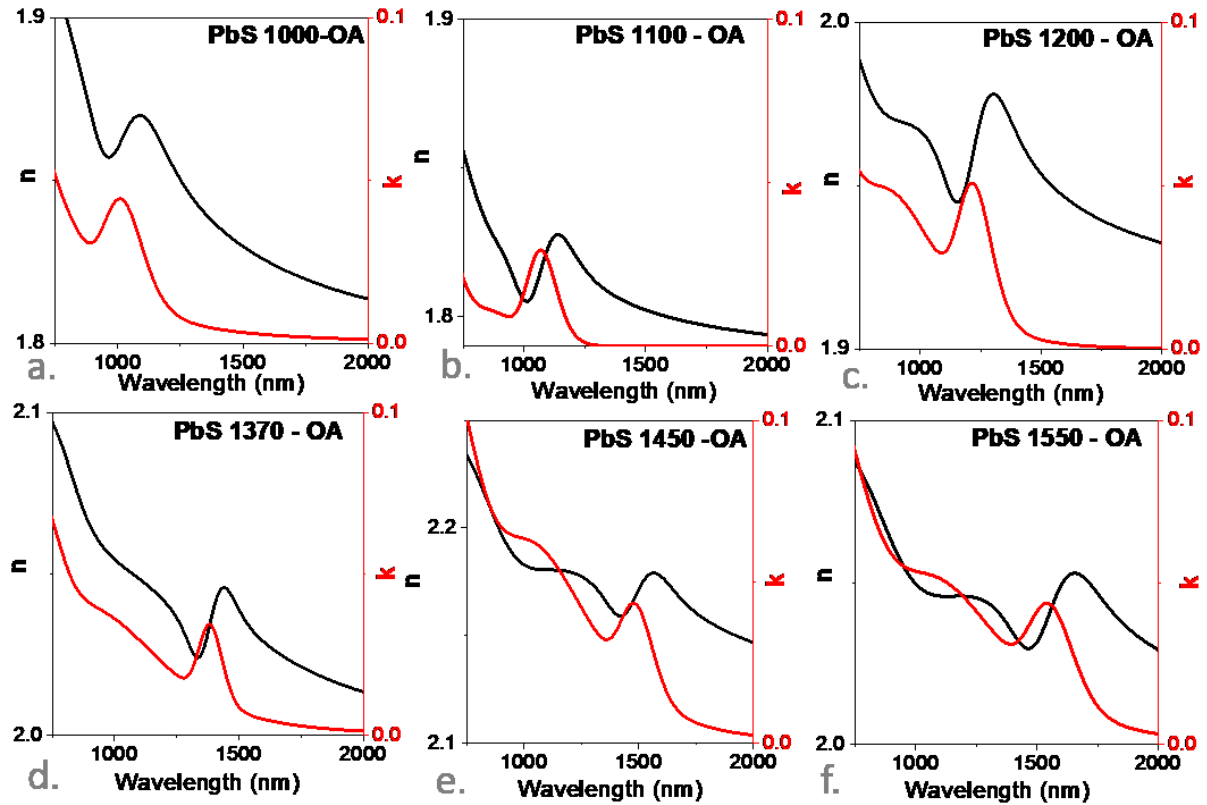 PbS 1000-OA
1.9
1.8
n
0.1
0.0
k
1000
1500
2000
Wavelength (nm)
a.
PbS 1100 - OA
1.9
1.8
n
0.1
0.0
k
1000
1500
2000
Wavelength (nm)
b.
PbS 1200 - OA
2.0
1.9
n
0.1
0.0
k
1000
1500
2000
Wavelength (nm)
c.
PbS 1370 - OA
2.1
2.0
n
0.1
0.0
k
1000
1500
2000
Wavelength (nm)
d.
PbS 1450 -OA
2.2
2.1
n
0.1
0.0
k
1000
1500
2000
Wavelength (nm)
e.
PbS 1550 - OA
2.1
2.0
n
0.1
0.0
k
1000
1500
2000
Wavelength (nm)
f.